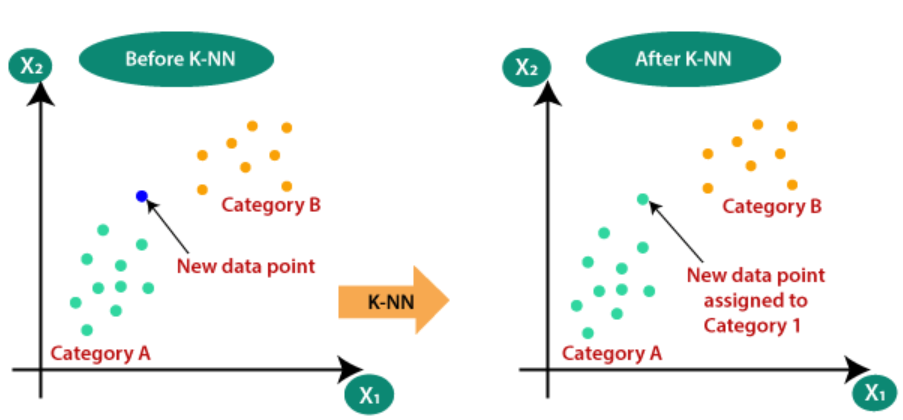 X₂
Before K-NN
Category B
New data point
Category A
X₁
K-NN
X₂
After K-NN
Category B
New data point
assigned to
Category 1
Category A
X₁